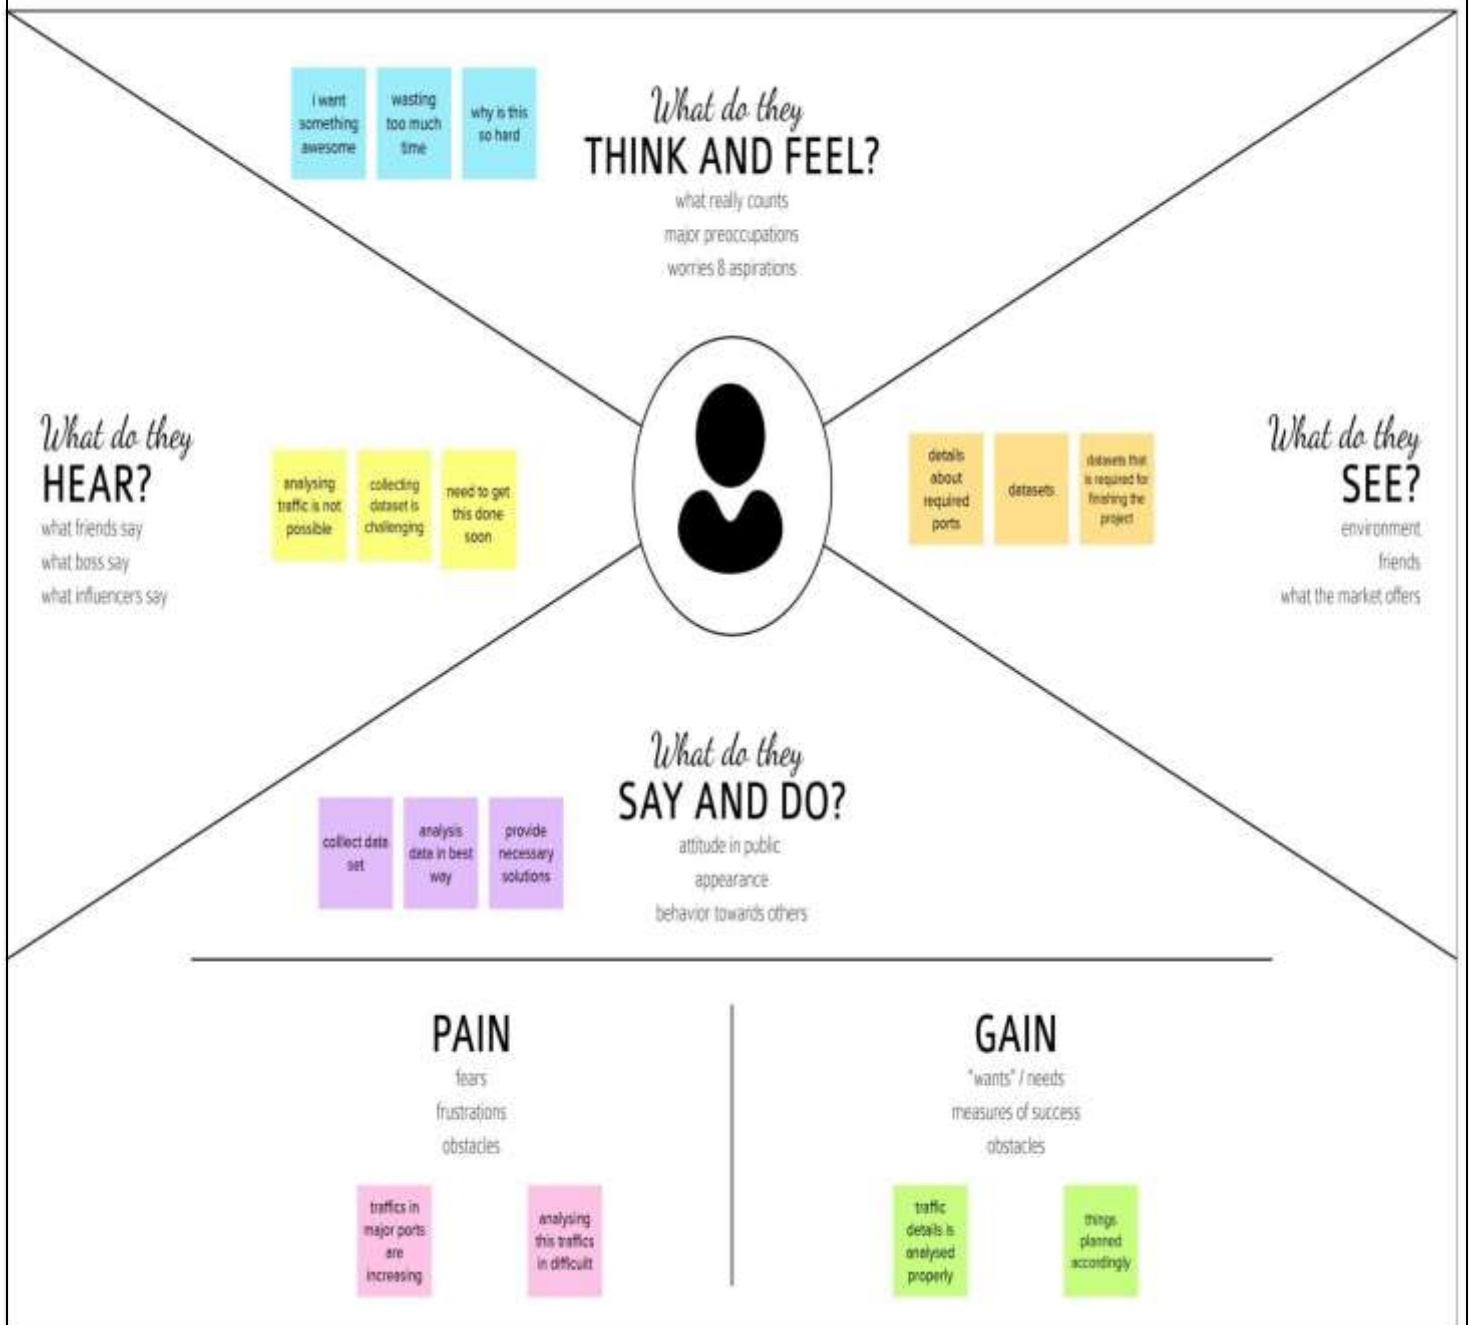 i want
something
awesome
wasting
too much
time
why is this
so hard
What do they
THINK AND FEEL?
what really counts
major preoccupations
worries & aspirations
What do they
HEAR?
what friends say
what boss say
what influencers say
analysing
traffic is not
possible
collecting
dataset is
challenging
need to get
this done
soon
details
about
required
ports
datasets
datasets that
is required for
finishing the
project
What do they
SEE?
environment
friends
what the market offers
What do they
SAY AND DO?
attitude in public
appearance
behavior towards others
colllect data
set
analysis
data in best
way
provide
necessary
solutions
PAIN
fears
frustrations
obstacles
traffics in
major ports
are
increasing
analysing
this traffics
in difficult
GAIN
"wants" / needs
measures of success
obstacles
traffic
details is
analysed
properly
things
planned
accordingly